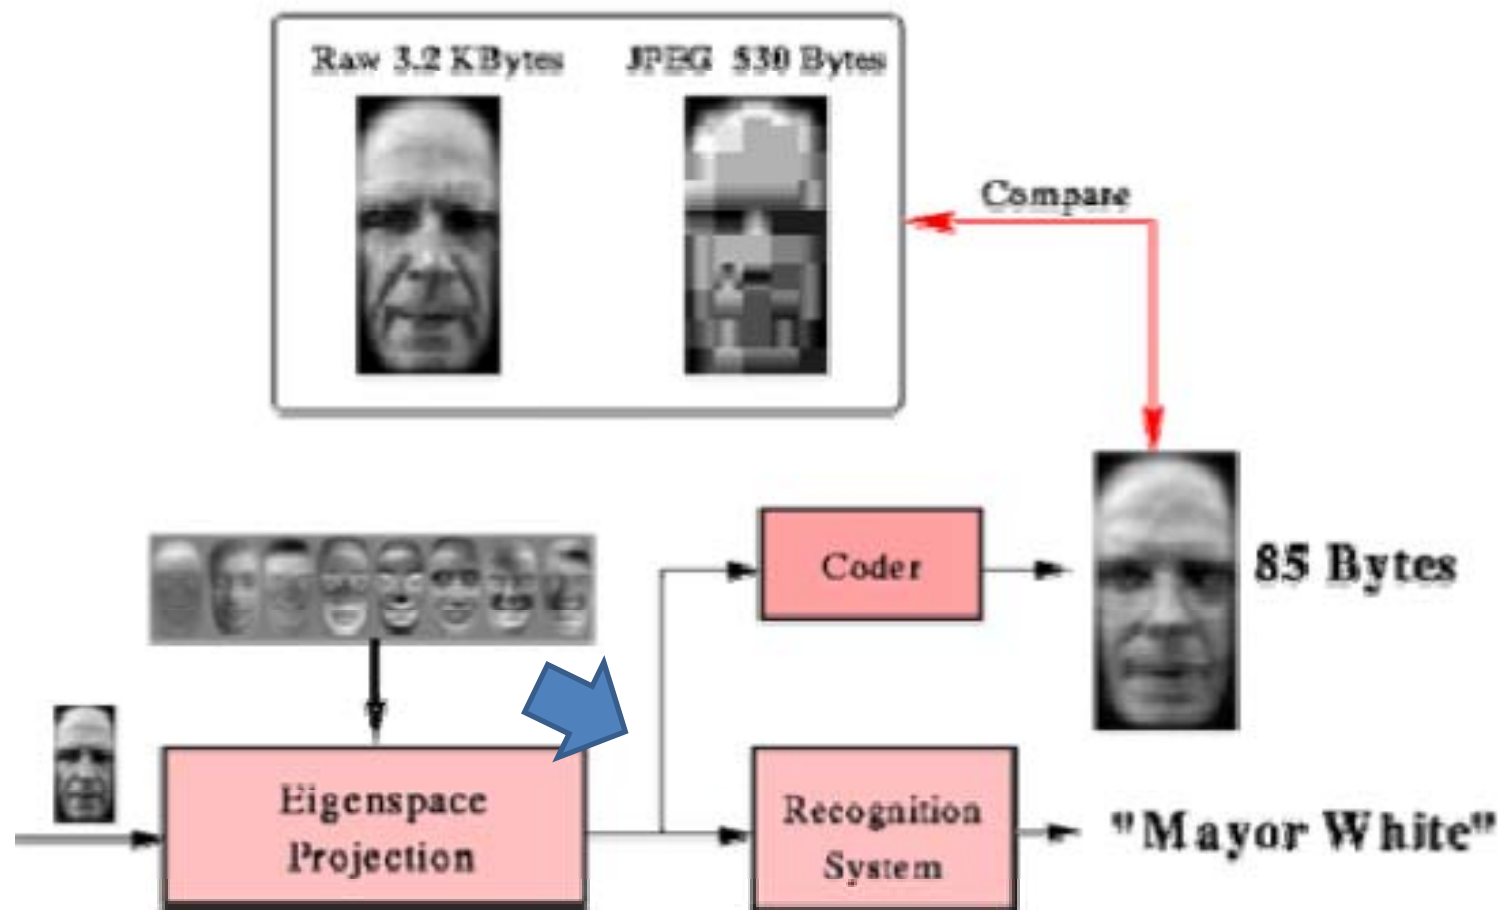 Raw 3.2 KBytes
JPEG 530 Bytes
Compare
Coder
85 Bytes
Eigenspace
Projection
Recognition
System
"Mayor White"